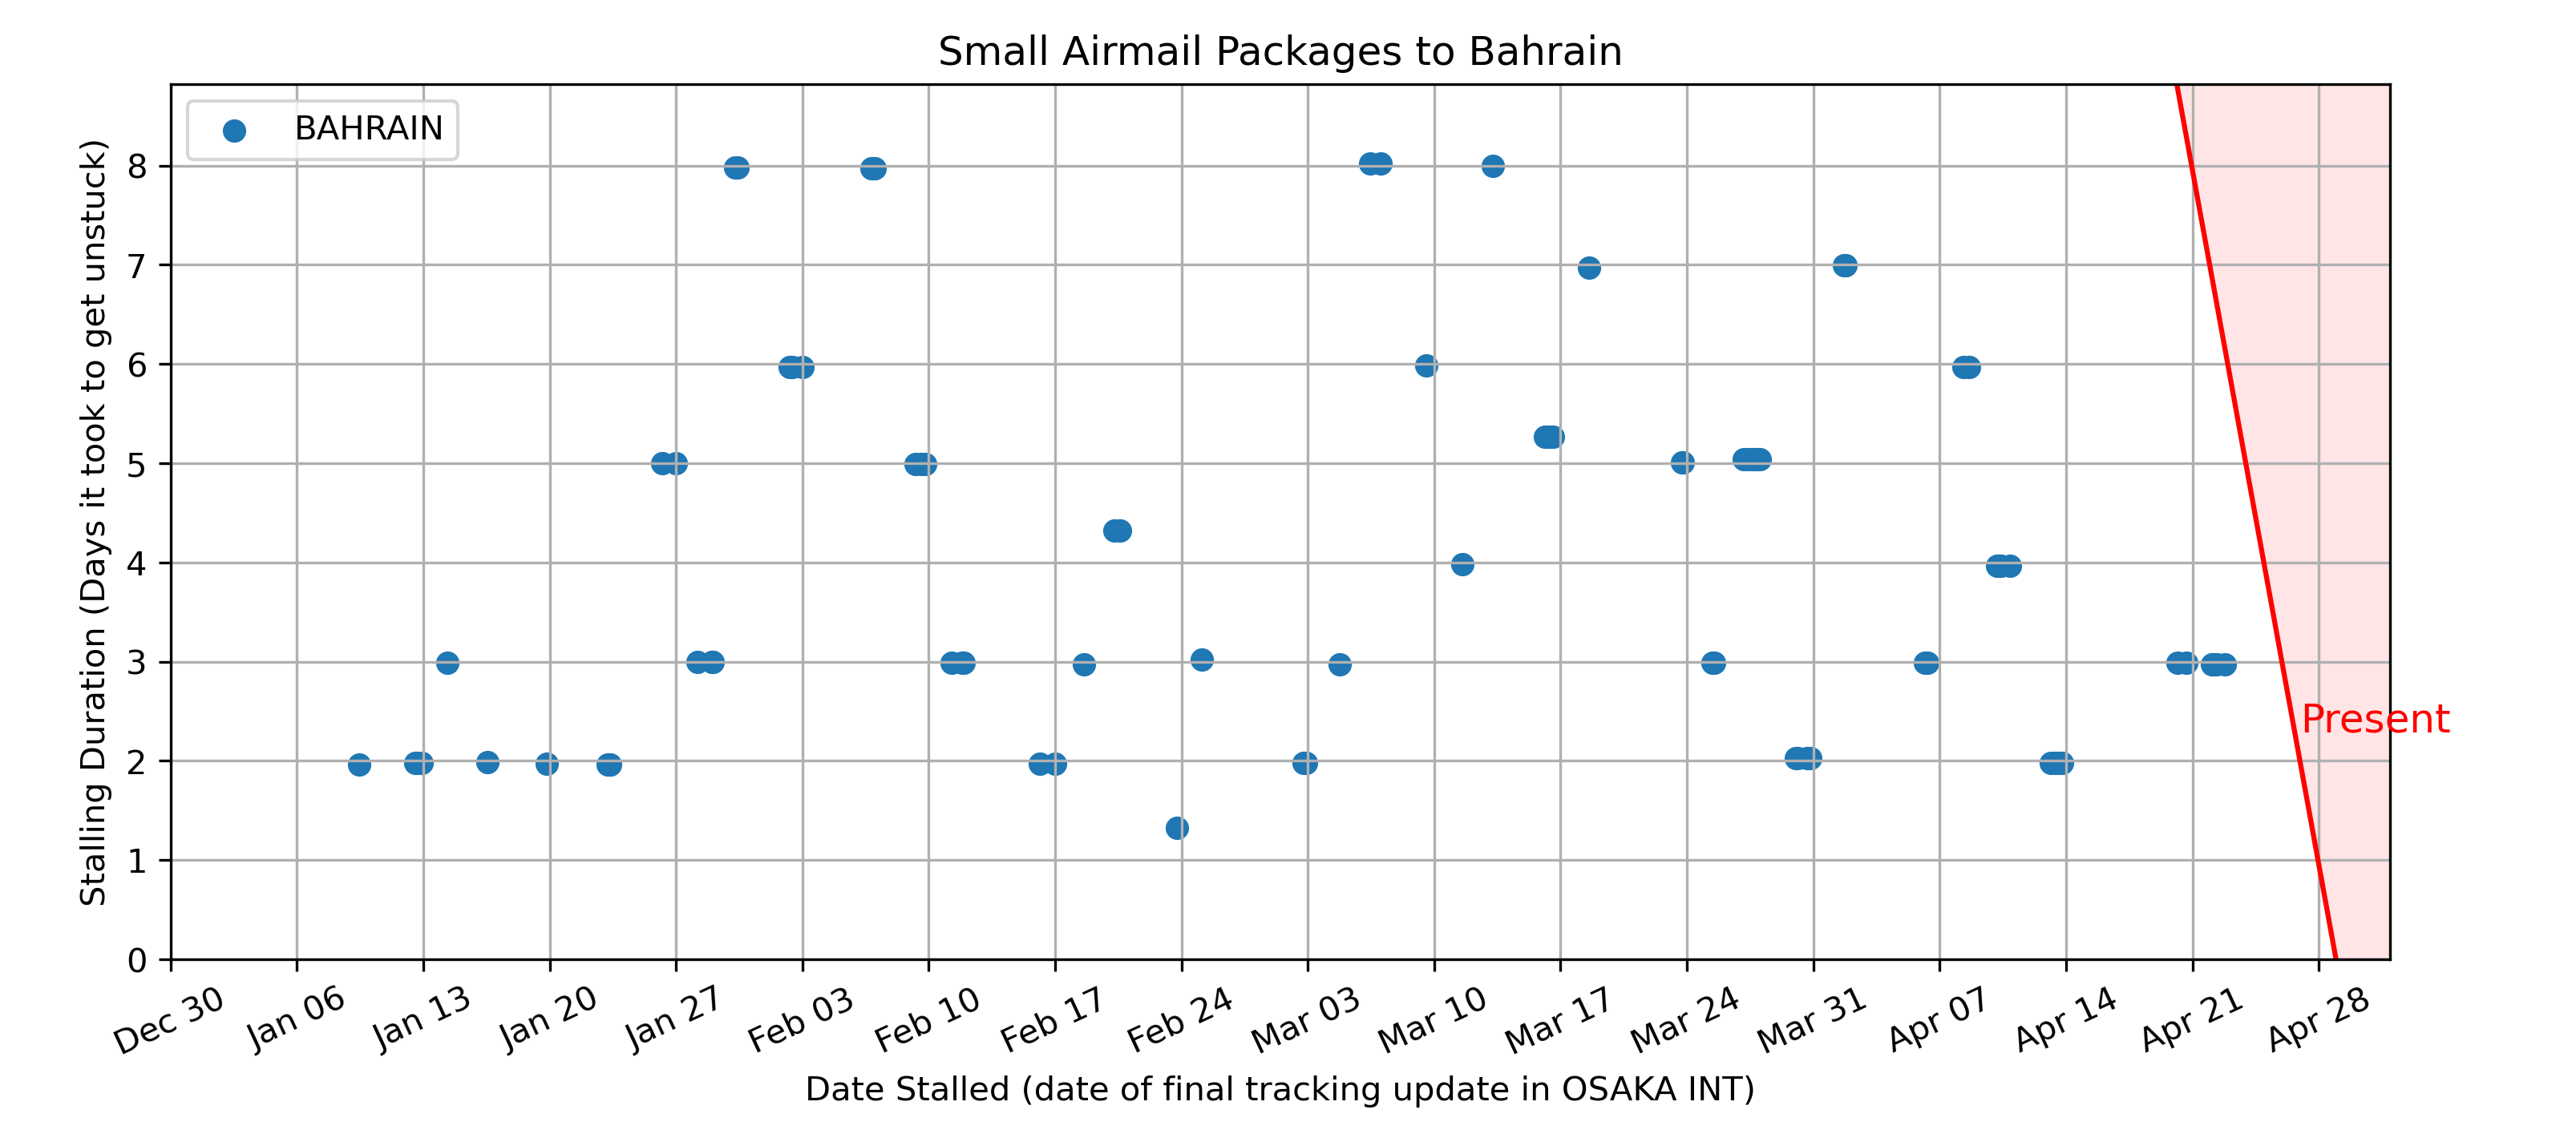 Small Airmail Packages to Bahrain
BAHRAIN
Stalling Duration (Days it took to get unstuck)
8
7
6
5
4
3
2
1
0
Present
Dec 30 Jan 06 Jan 13 Jan 20 Jan 27 Feb 03 Feb 10 Feb 17 Feb 24 Mar 03 Mar 10 Mar 17 Mar 24 Mar 31 Apr 07 Apr 14 Apr 21 Apr 28
Date Stalled (date of final tracking update in OSAKA INT)